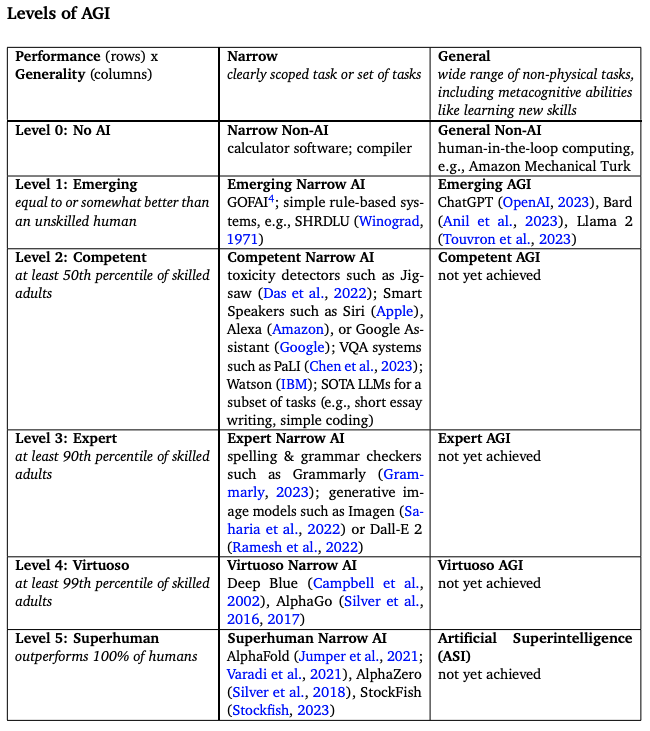 Levels of AGI
Performance (rows) x
Generality (columns)
Narrow
clearly scoped task or set of tasks
General
wide range of non-physical tasks,
including metacognitive abilities
like learning new skills
Level 0: No AI
Narrow Non-AI
calculator software; compiler
General Non-AI
human-in-the-loop computing,
e.g., Amazon Mechanical Turk
Level 1: Emerging
equal to or somewhat better than
an unskilled human
Emerging Narrow AI
GOFAI4; simple rule-based sys-
tems, e.g., SHRDLU (Winograd,
1971)
Emerging AGI
ChatGPT (OpenAI, 2023), Bard
(Anil et al., 2023), Llama 2
(Touvron et al., 2023)
Level 2: Competent
at least 50th percentile of skilled
adults
Competent Narrow AI
toxicity detectors such as Jig-
saw (Das et al., 2022); Smart
Speakers such as Siri (Apple),
Alexa (Amazon), or Google As-
sistant (Google); VQA systems
such as PaLI (Chen et al., 2023);
Watson (IBM); SOTA LLMs for a
subset of tasks (e.g., short essay
writing, simple coding)
Competent AGI
not yet achieved
Level 3: Expert
at least 90th percentile of skilled
adults
Expert Narrow AI
spelling & grammar checkers
such as Grammarly (Gram-
marly, 2023); generative im-
age models such as Imagen (Sa-
haria et al., 2022) or Dall-E 2
(Ramesh et al., 2022)
Expert AGI
not yet achieved
Level 4: Virtuoso
at least 99th percentile of skilled
adults
Virtuoso Narrow AI
Deep Blue (Campbell et al.,
2002), AlphaGo (Silver et al.,
2016, 2017)
Virtuoso AGI
not yet achieved
Level 5: Superhuman
outperforms 100% of humans
Superhuman Narrow AI
AlphaFold (Jumper et al., 2021;
Varadi et al., 2021), AlphaZero
(Silver et al., 2018), StockFish
(Stockfish, 2023)
Artificial Superintelligence
(ASI)
not yet achieved